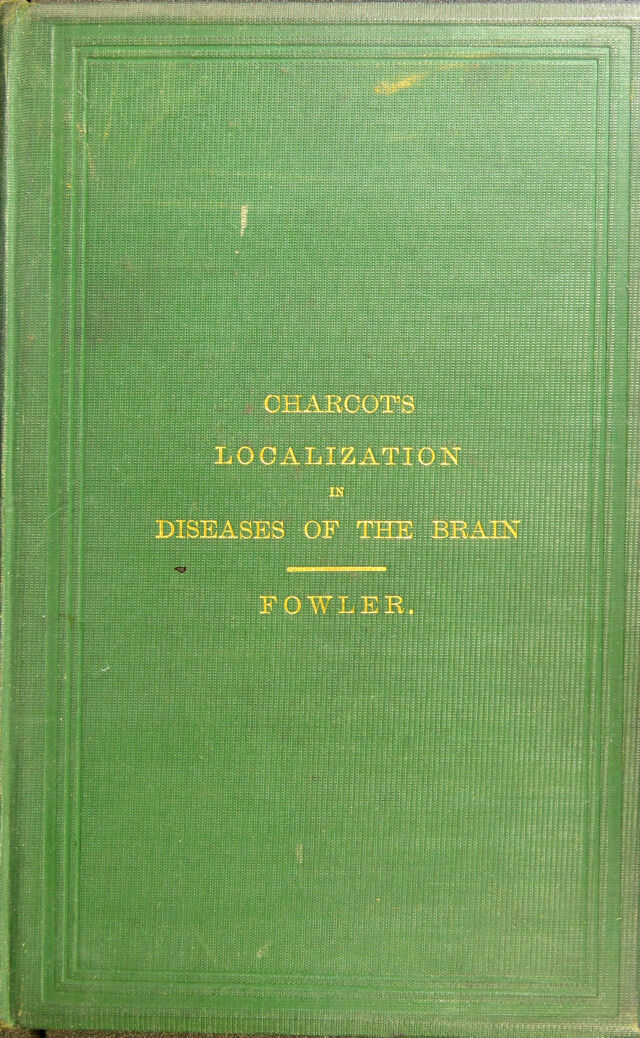 CHARCOT'S
LOCALIZATION
IN
DISEASES OF THE BRAIN
FOWLER.